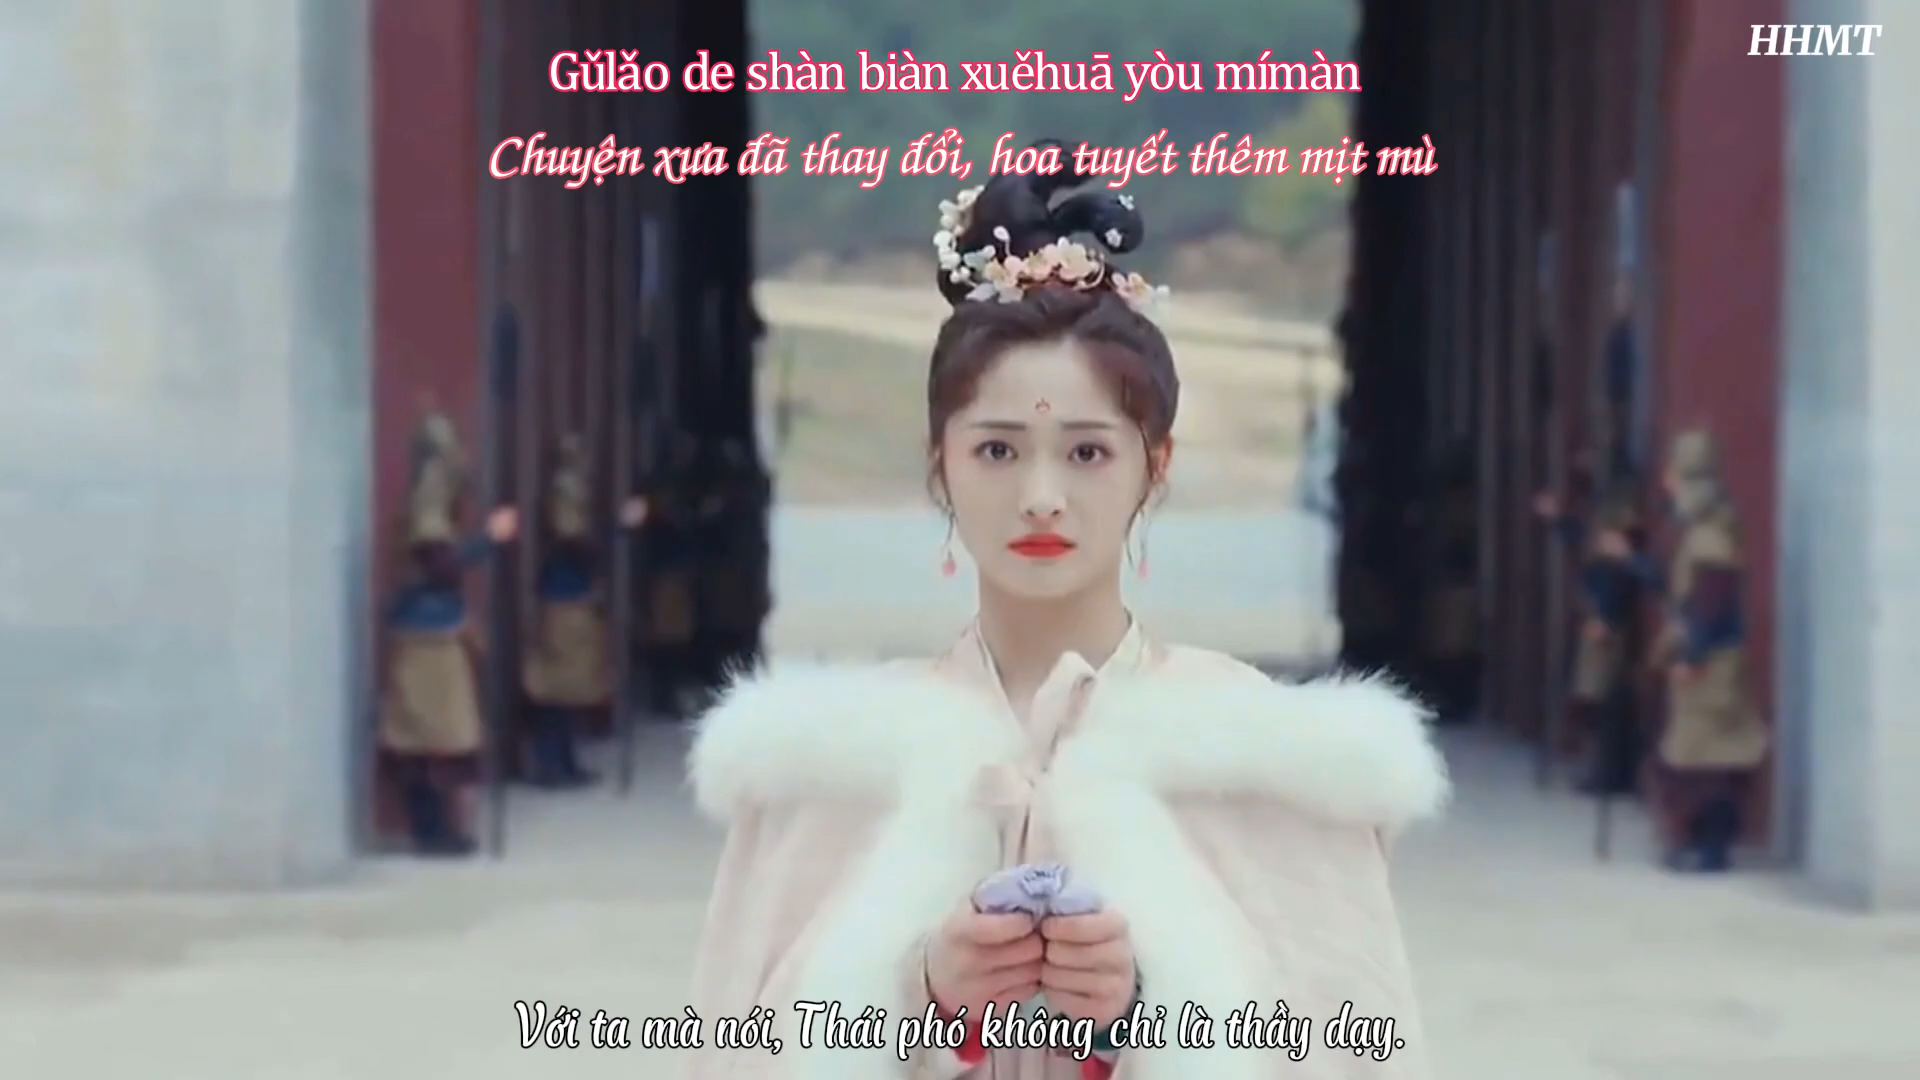 HHMT
Gǔlǎo de shàn biàn xuěhuā yòu mímàn
Chuyện xưa đã thay đổi, hoa tuyết thêm mịt mù
Với ta mà nói, Thái phó không chỉ là thầy dạy.